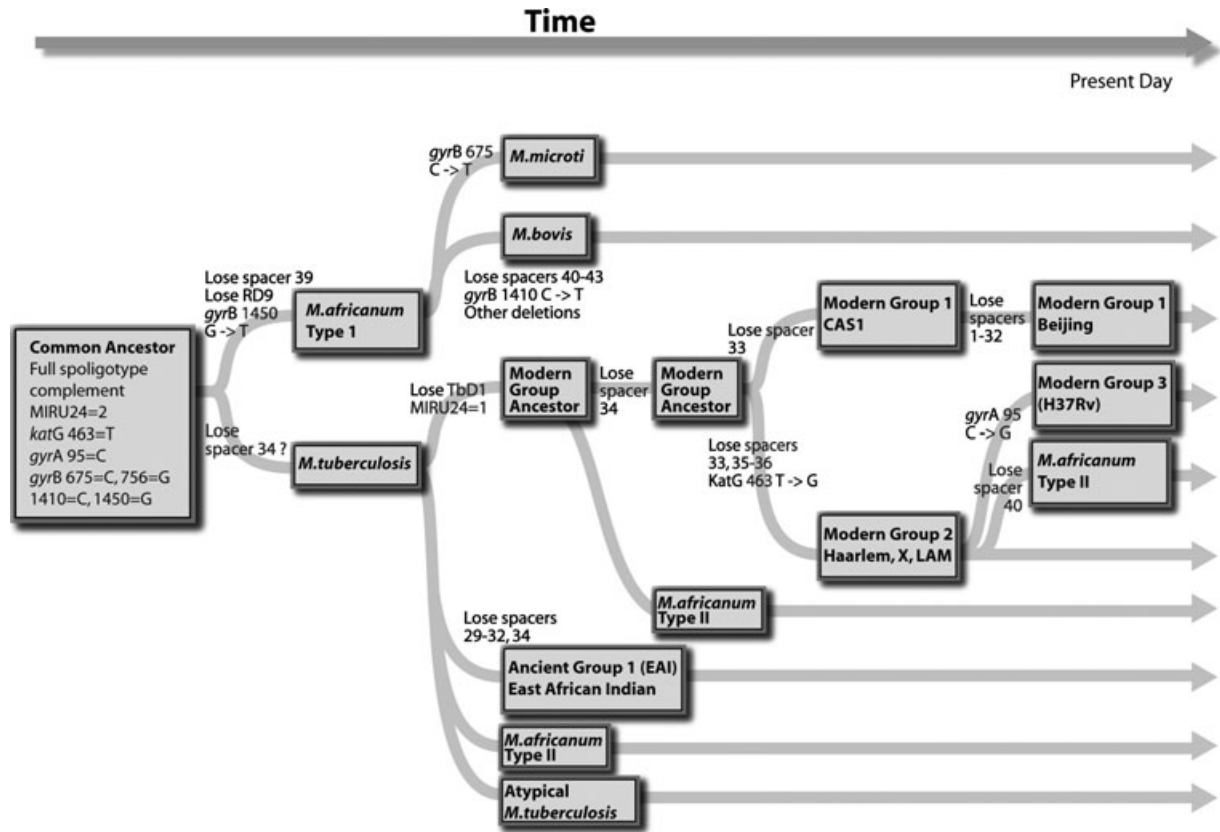 Time
Present Day
gyrB 675
C -> T
M.microti
M.bovis
Lose spacers 40-43
gyrB 1410 C -> T
Other deletions
Lose spacer 39
Lose RD9
gyrB 1450
G -> T
M.africanum
Type 1
Common Ancestor
Full spoligotype
complement
MIRU24=2
katG 463=T
gyrA 95=C
gyrB 675=C, 756=G
1410=C, 1450=G
Lose
spacer 34 ?
M.tuberculosis
Lose TbD1
MIRU24=1
Modern
Group
Ancestor
Lose
spacer
34
Modern
Group
Ancestor
Lose spacer
33
Modern Group 1
CAS1
Lose
spacers
1-32
Modern Group 1
Beijing
Lose spacers
33, 35-36
KatG 463 T -> G
Modern Group 2
Haarlem, X, LAM
gyrA 95
C -> G
Modern Group 3
(H37Rv)
Lose
spacer
40
M.africanum
Type II
M.africanum
Type II
Lose spacers
29-32, 34
Ancient Group 1 (EAI)
East African Indian
M.africanum
Type II
Atypical
M.tuberculosis